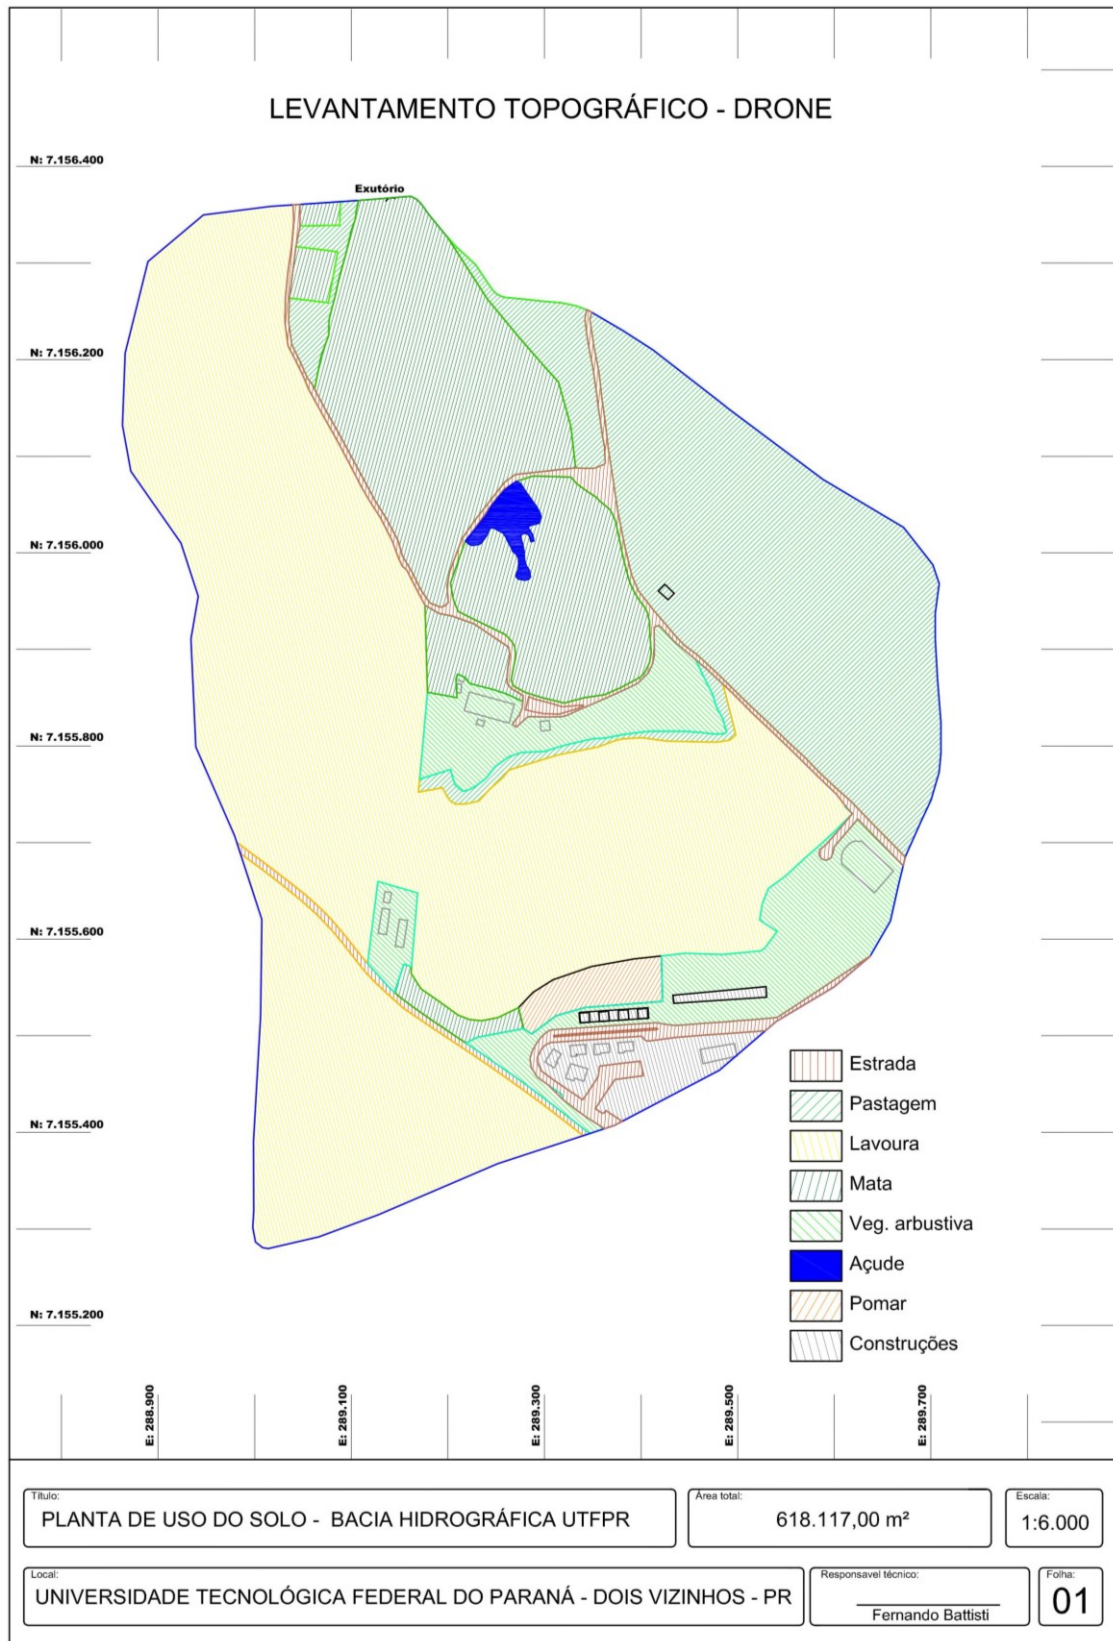 LEVANTAMENTO TOPOGRÁFICO - DRONE
N: 7.156.400
Exutório
N: 7.156.200
N: 7.156.000
N: 7.155.800
N: 7.155.600
N: 7.155.400
N: 7.155.200
Estrada
Pastagem
Lavoura
Mata
Veg. arbustiva
Açude
Pomar
Construções
E: 288.900
E: 289.100
E: 289.300
E: 289.500
E: 289.700
Título:
PLANTA DE USO DO SOLO - BACIA HIDROGRÁFICA UTFPR
Área total:
618.117,00 m²
Escala:
1:6.000
Local:
UNIVERSIDADE TECNOLÓGICA FEDERAL DO PARANÁ - DOIS VIZINHOS - PR
Responsavel técnico:
Fernando Battisti
Folha:
01